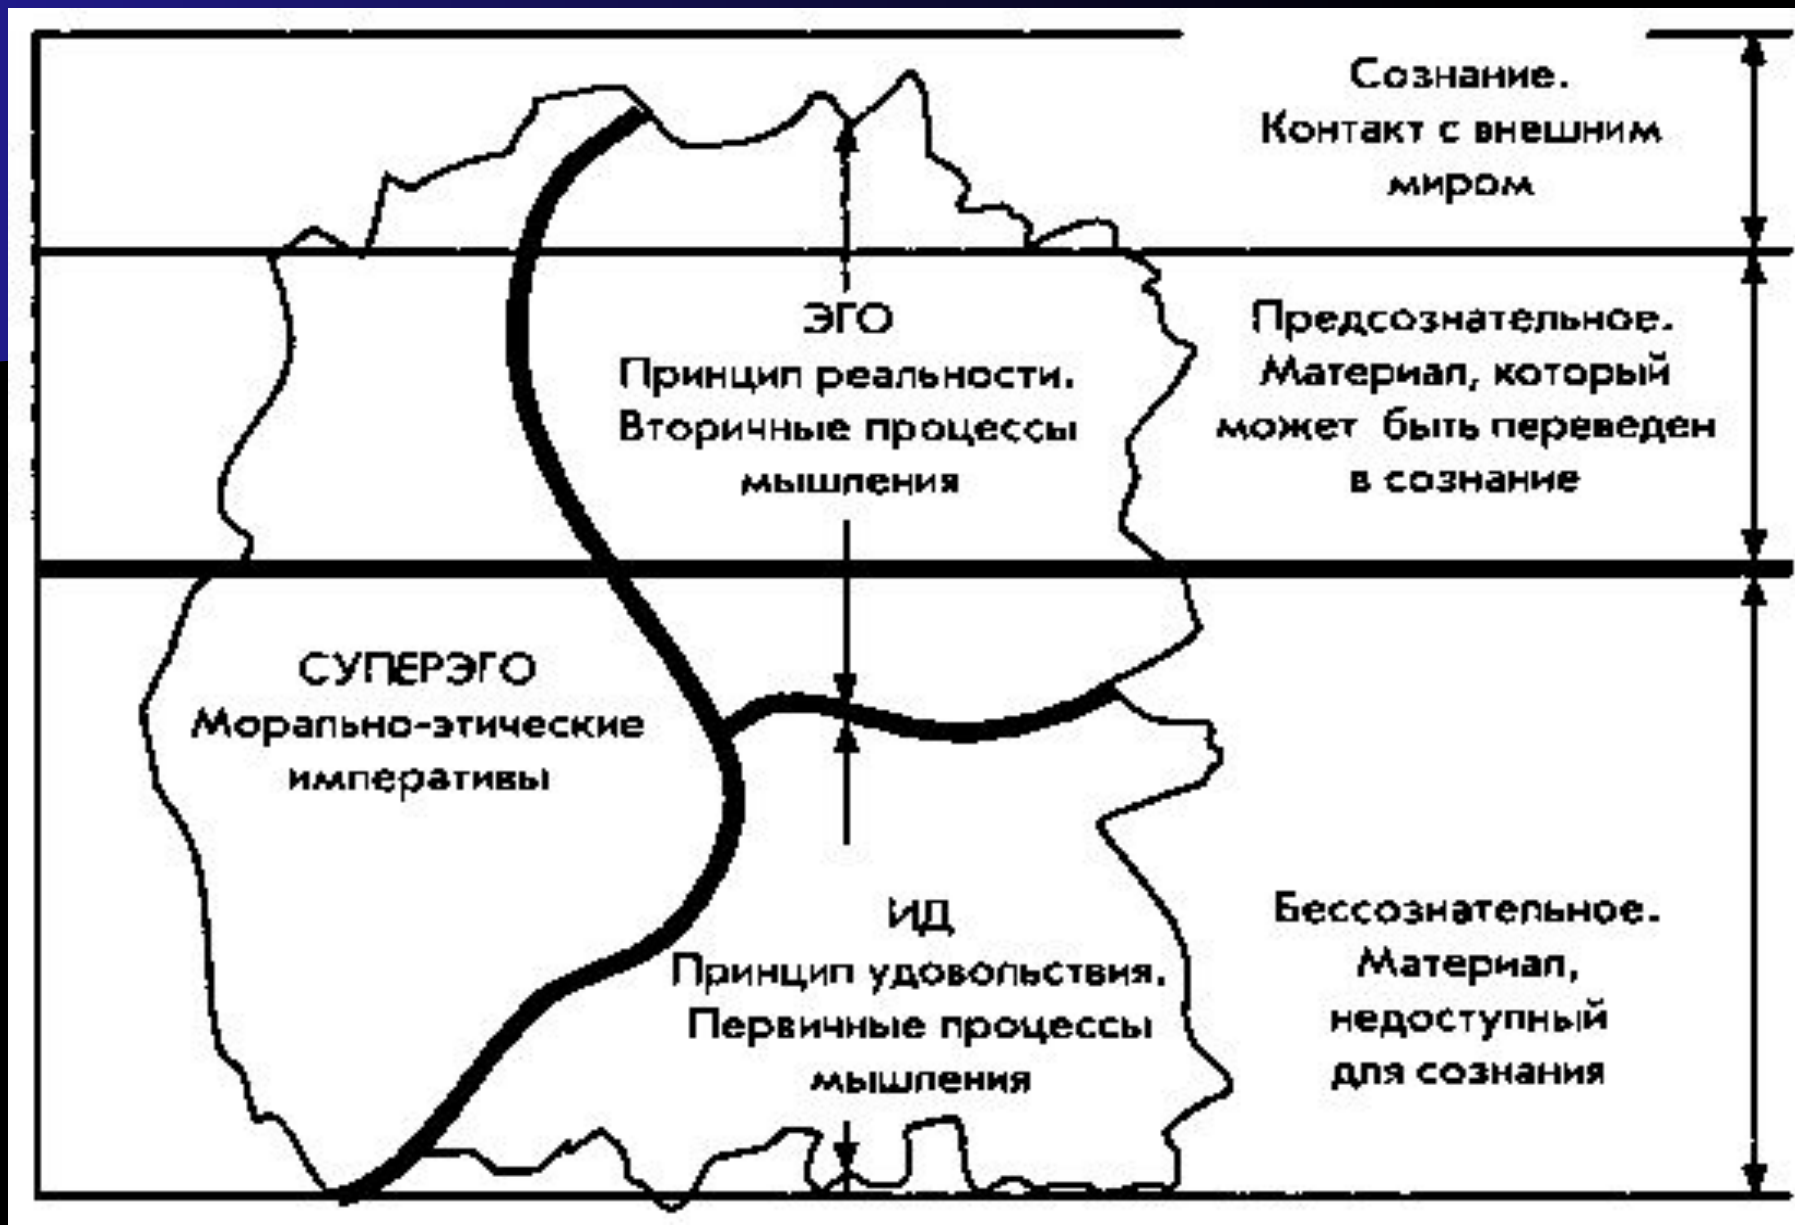 Сознание.
Контакт с внешним
миром
ЭГО
Принцип реальности.
Вторичные процессы
мышления
Предсознательное.
Материал, который
может быть переведен
в сознание
СУПЕРЭГО
Морально-этические
императивы
ИД
Принцип удовольствия.
Первичные процессы
мышления
Бессознательное.
Материал,
недоступный
для сознания